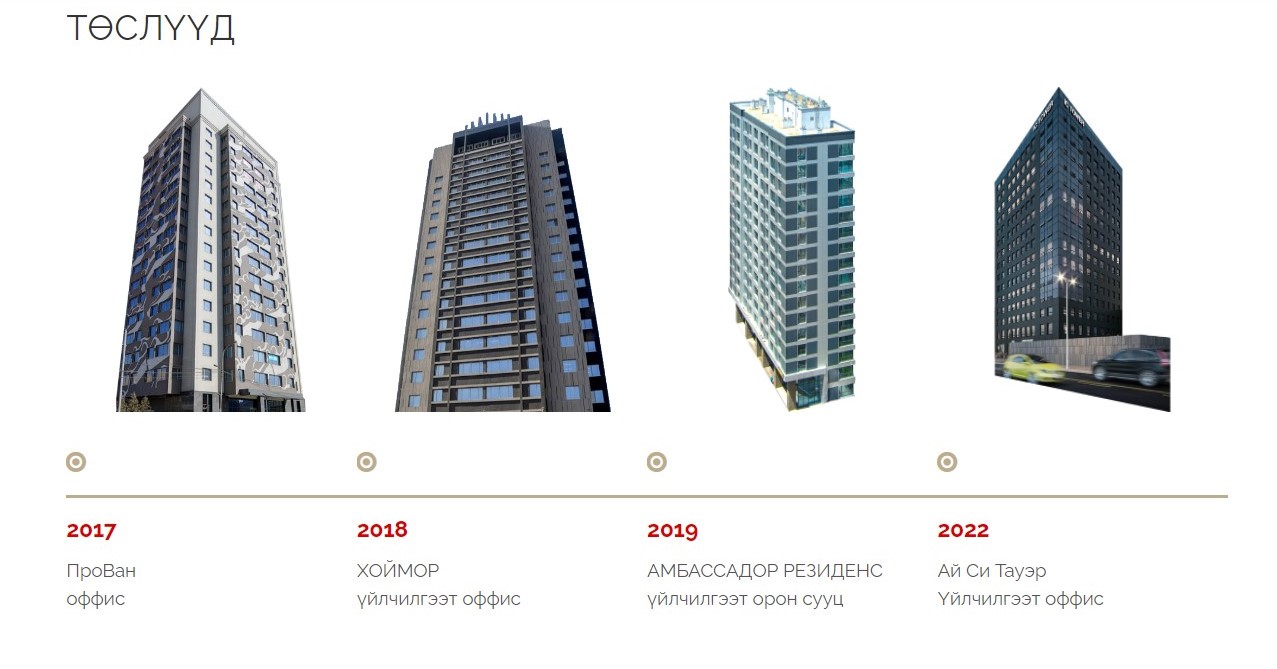 ТӨСЛҮҮД
2017
ПроВан
оффис
2018
ХОЙМОР
үйлчилгээт оффис
2019
АМБАССАДОР РЕЗИДЕНС
үйлчилгээт орон сууц
2022
Ай Си Тауэр
Үйлчилгээт оффис